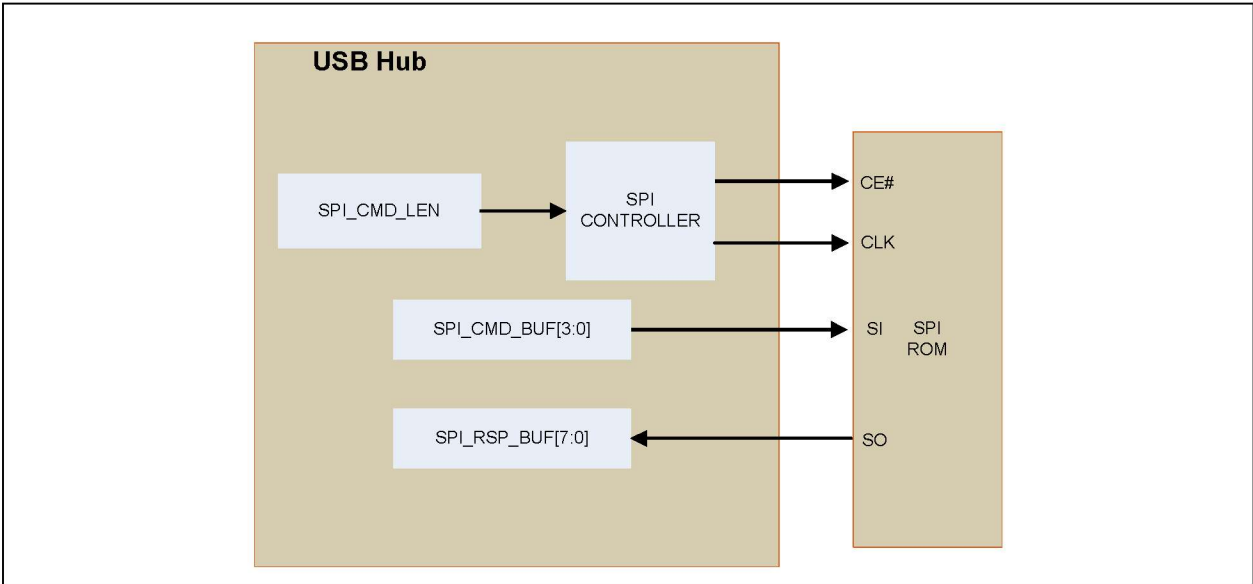 USB Hub
SPI_CMD_LEN
SPI
CONTROLLER
CE#
CLK
SPI_CMD_BUF[3:0]
SI
SPI
ROM
SPI_RSP_BUF[7:0]
SO